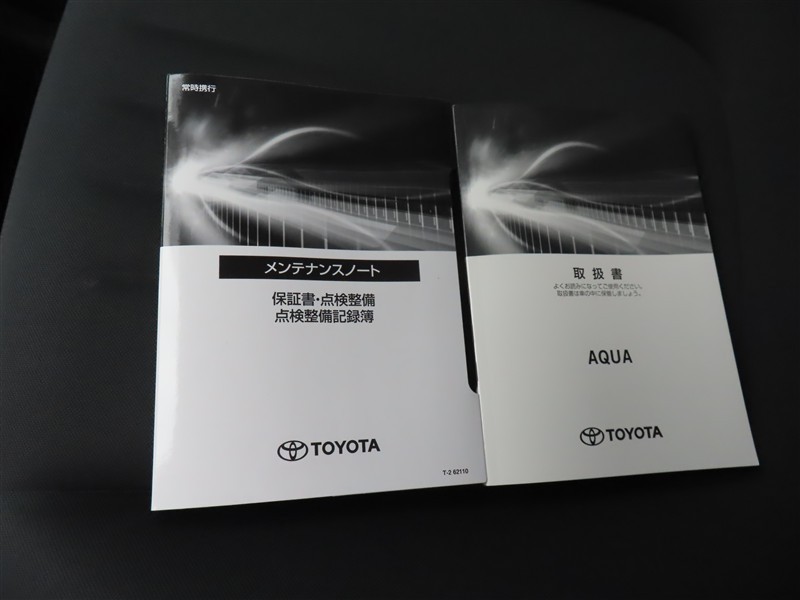 常時携行
メンテナンスノート
保証書・点検整備
点検整備記録簿
TOYOTA
T-2 62110
取扱書
よくお読みになってご使用ください。
取扱書は車の中に保管しましょう。
AQUA
TOYOTA